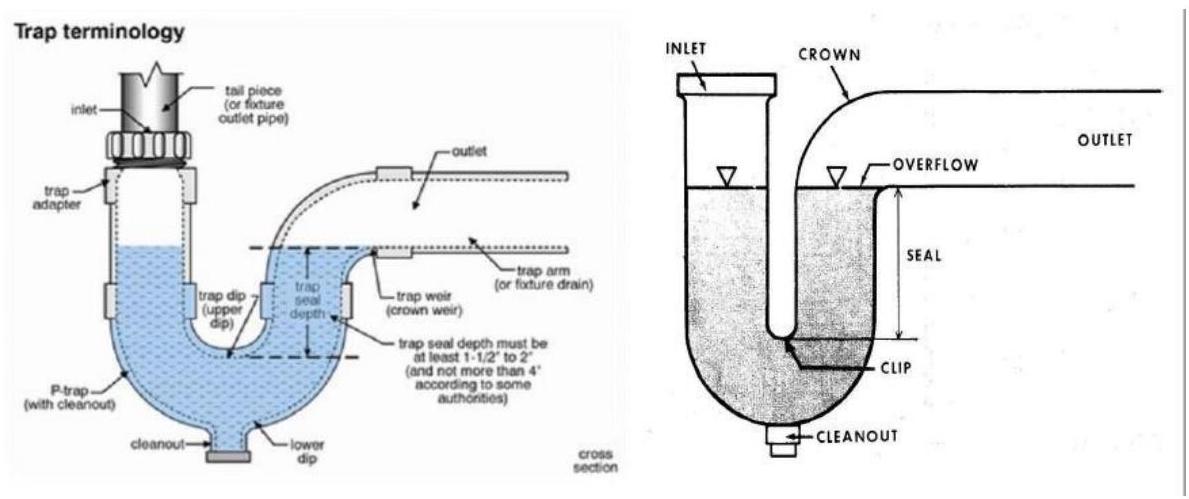 Trap terminology
tail piece
(or fixture
outlet pipe)
inlet
outlet
trap
adapter
trap dip
(upper
dip)
trap
seal
depth
trap arm
(or fixture drain)
trap weir
(crown weir)
trap seal depth must be
at least 1-1/2" to 2"
(and not more than 4"
according to some
authorities)
P-trap
(with cleanout)
cleanout
lower
dip
cross
section
INLET
CROWN
OUTLET
OVERFLOW
SEAL
CLIP
CLEANOUT